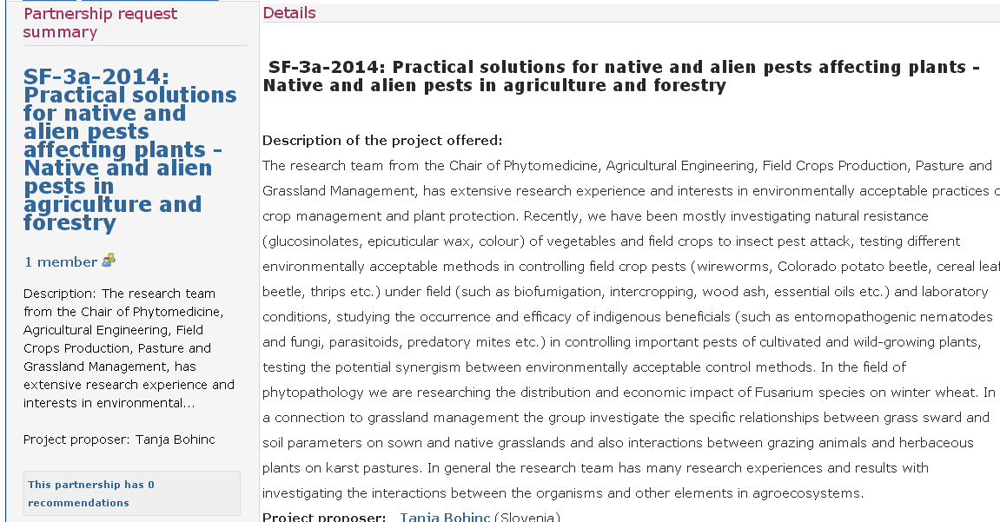 Partnership request
summary
SF-3a-2014:
Practical solutions
for native and
alien pests
affecting plants -
Native and alien
pests in
agriculture and
forestry
1 member
Description: The research team
from the Chair of Phytomedicine,
Agricultural Engineering, Field
Crops Production, Pasture and
Grassland Management, has
extensive research experience and
interests in environmental...
Project proposer: Tanja Bohinc
This partnership has 0
recommendations
Details
SF-3a-2014: Practical solutions for native and alien pests affecting plants -
Native and alien pests in agriculture and forestry
Description of the project offered:
The research team from the Chair of Phytomedicine, Agricultural Engineering, Field Crops Production, Pasture and
Grassland Management, has extensive research experience and interests in environmentally acceptable practices
crop management and plant protection. Recently, we have been mostly investigating natural resistance
(glucosinolates, epicuticular wax, colour) of vegetables and field crops to insect pest attack, testing different
environmentally acceptable methods in controlling field crop pests (wireworms, Colorado potato beetle, cereal leaf
beetle, thrips etc.) under field (such as biofumigation, intercropping, wood ash, essential oils etc.) and laboratory
conditions, studying the occurrence and efficacy of indigenous beneficials (such as entomopathogenic nematodes
and fungi, parasitoids, predatory mites etc.) in controlling important pests of cultivated and wild-growing plants,
testing the potential synergism between environmentally acceptable control methods. In the field of
phytopathology we are researching the distribution and economic impact of Fusarium species on winter wheat. In
a connection to grassland management the group investigate the specific relationships between grass sward and
soil parameters on sown and native grasslands and also interactions between grazing animals and herbaceous
plants on karst pastures. In general the research team has many research experiences and results with
investigating the interactions between the organisms and other elements in agroecosystems.
Project proposer: Tanja Bohinc (Slovenia)